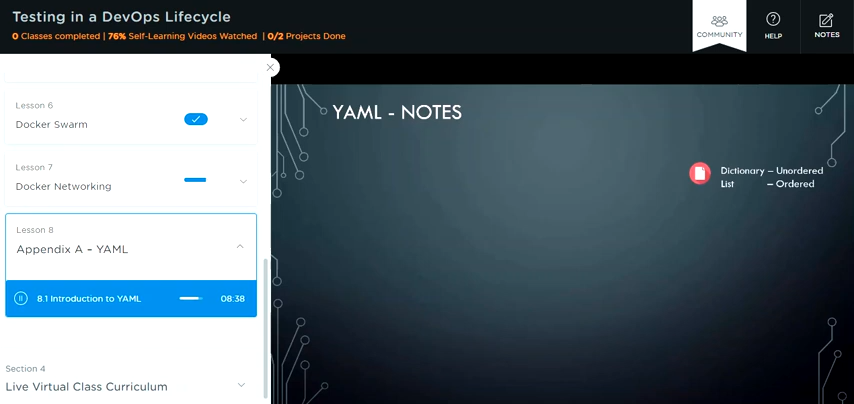 Testing in a DevOps Lifecycle
0 Classes completed | 76% Self-Learning Videos Watched | 0/2 Projects Done
COMMUNITY
HELP
NOTES
Lesson 6
Docker Swarm
Lesson 7
Docker Networking
Lesson 8
Appendix A – YAML
8.1 Introduction to YAML 08:38
Section 4
Live Virtual Class Curriculum
YAML - NOTES
Dictionary – Unordered
List – Ordered